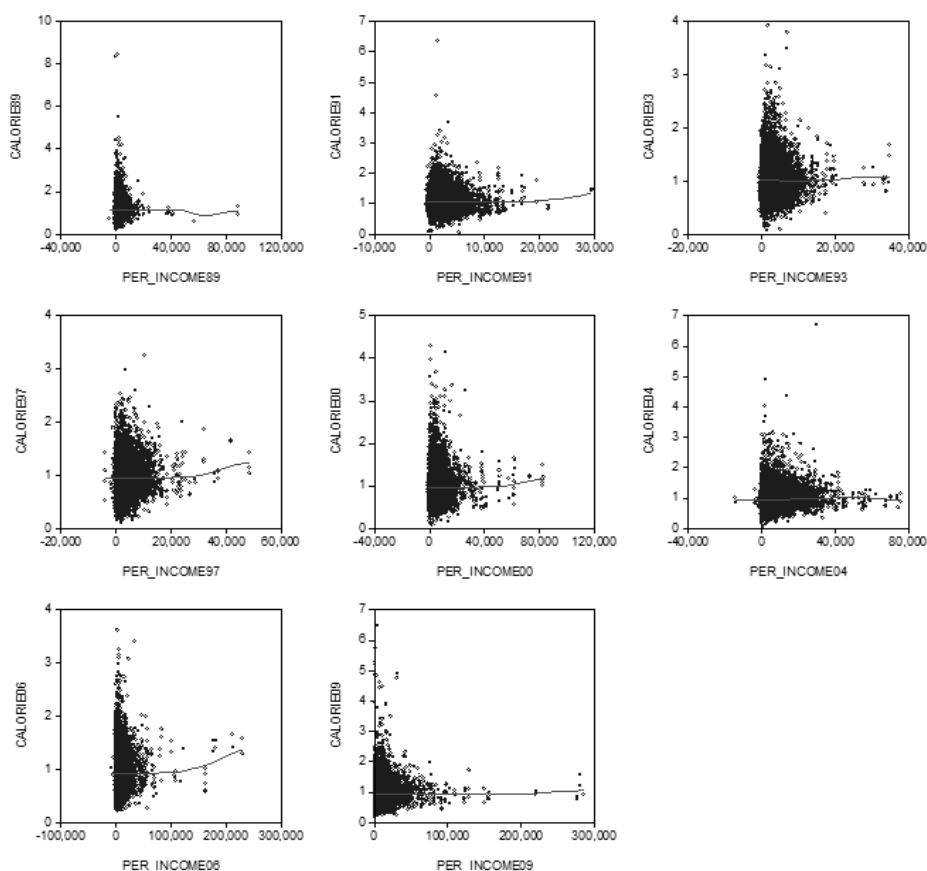 10
8
6
4
2
0
CALORIE89
-40,000 0 40,000 80,000 120,000
PER_INCOME89
7
6
5
4
3
2
1
0
CALORIE91
-10,000 0 10,000 20,000 30,000
PER_INCOME91
4
3
2
1
0
CALORIE93
-20,000 0 20,000 40,000
PER_INCOME93
4
3
2
1
0
CALORIE97
-20,000 0 20,000 40,000 60,000
PER_INCOME97
5
4
3
2
1
0
CALORIE00
-40,000 0 40,000 80,000 120,000
PER_INCOME00
7
6
5
4
3
2
1
0
CALORIE04
-40,000 0 40,000 80,000
PER_INCOME04
4
3
2
1
0
CALORIE06
-100,000 0 100,000 200,000 300,000
PER_INCOME06
7
6
5
4
3
2
1
0
CALORIE09
0 100,000 200,000 300,000
PER_INCOME09